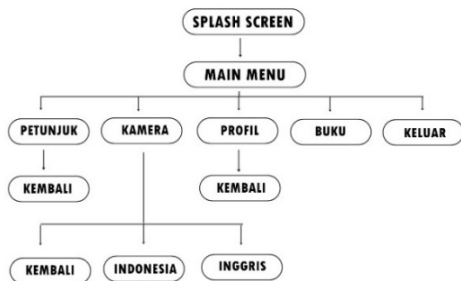 SPLASH SCREEN
MAIN MENU
PETUNJUK
KAMERA
PROFIL
BUKU
KELUAR
KEMBALI
KEMBALI
KEMBALI
INDONESIA
INGGRIS